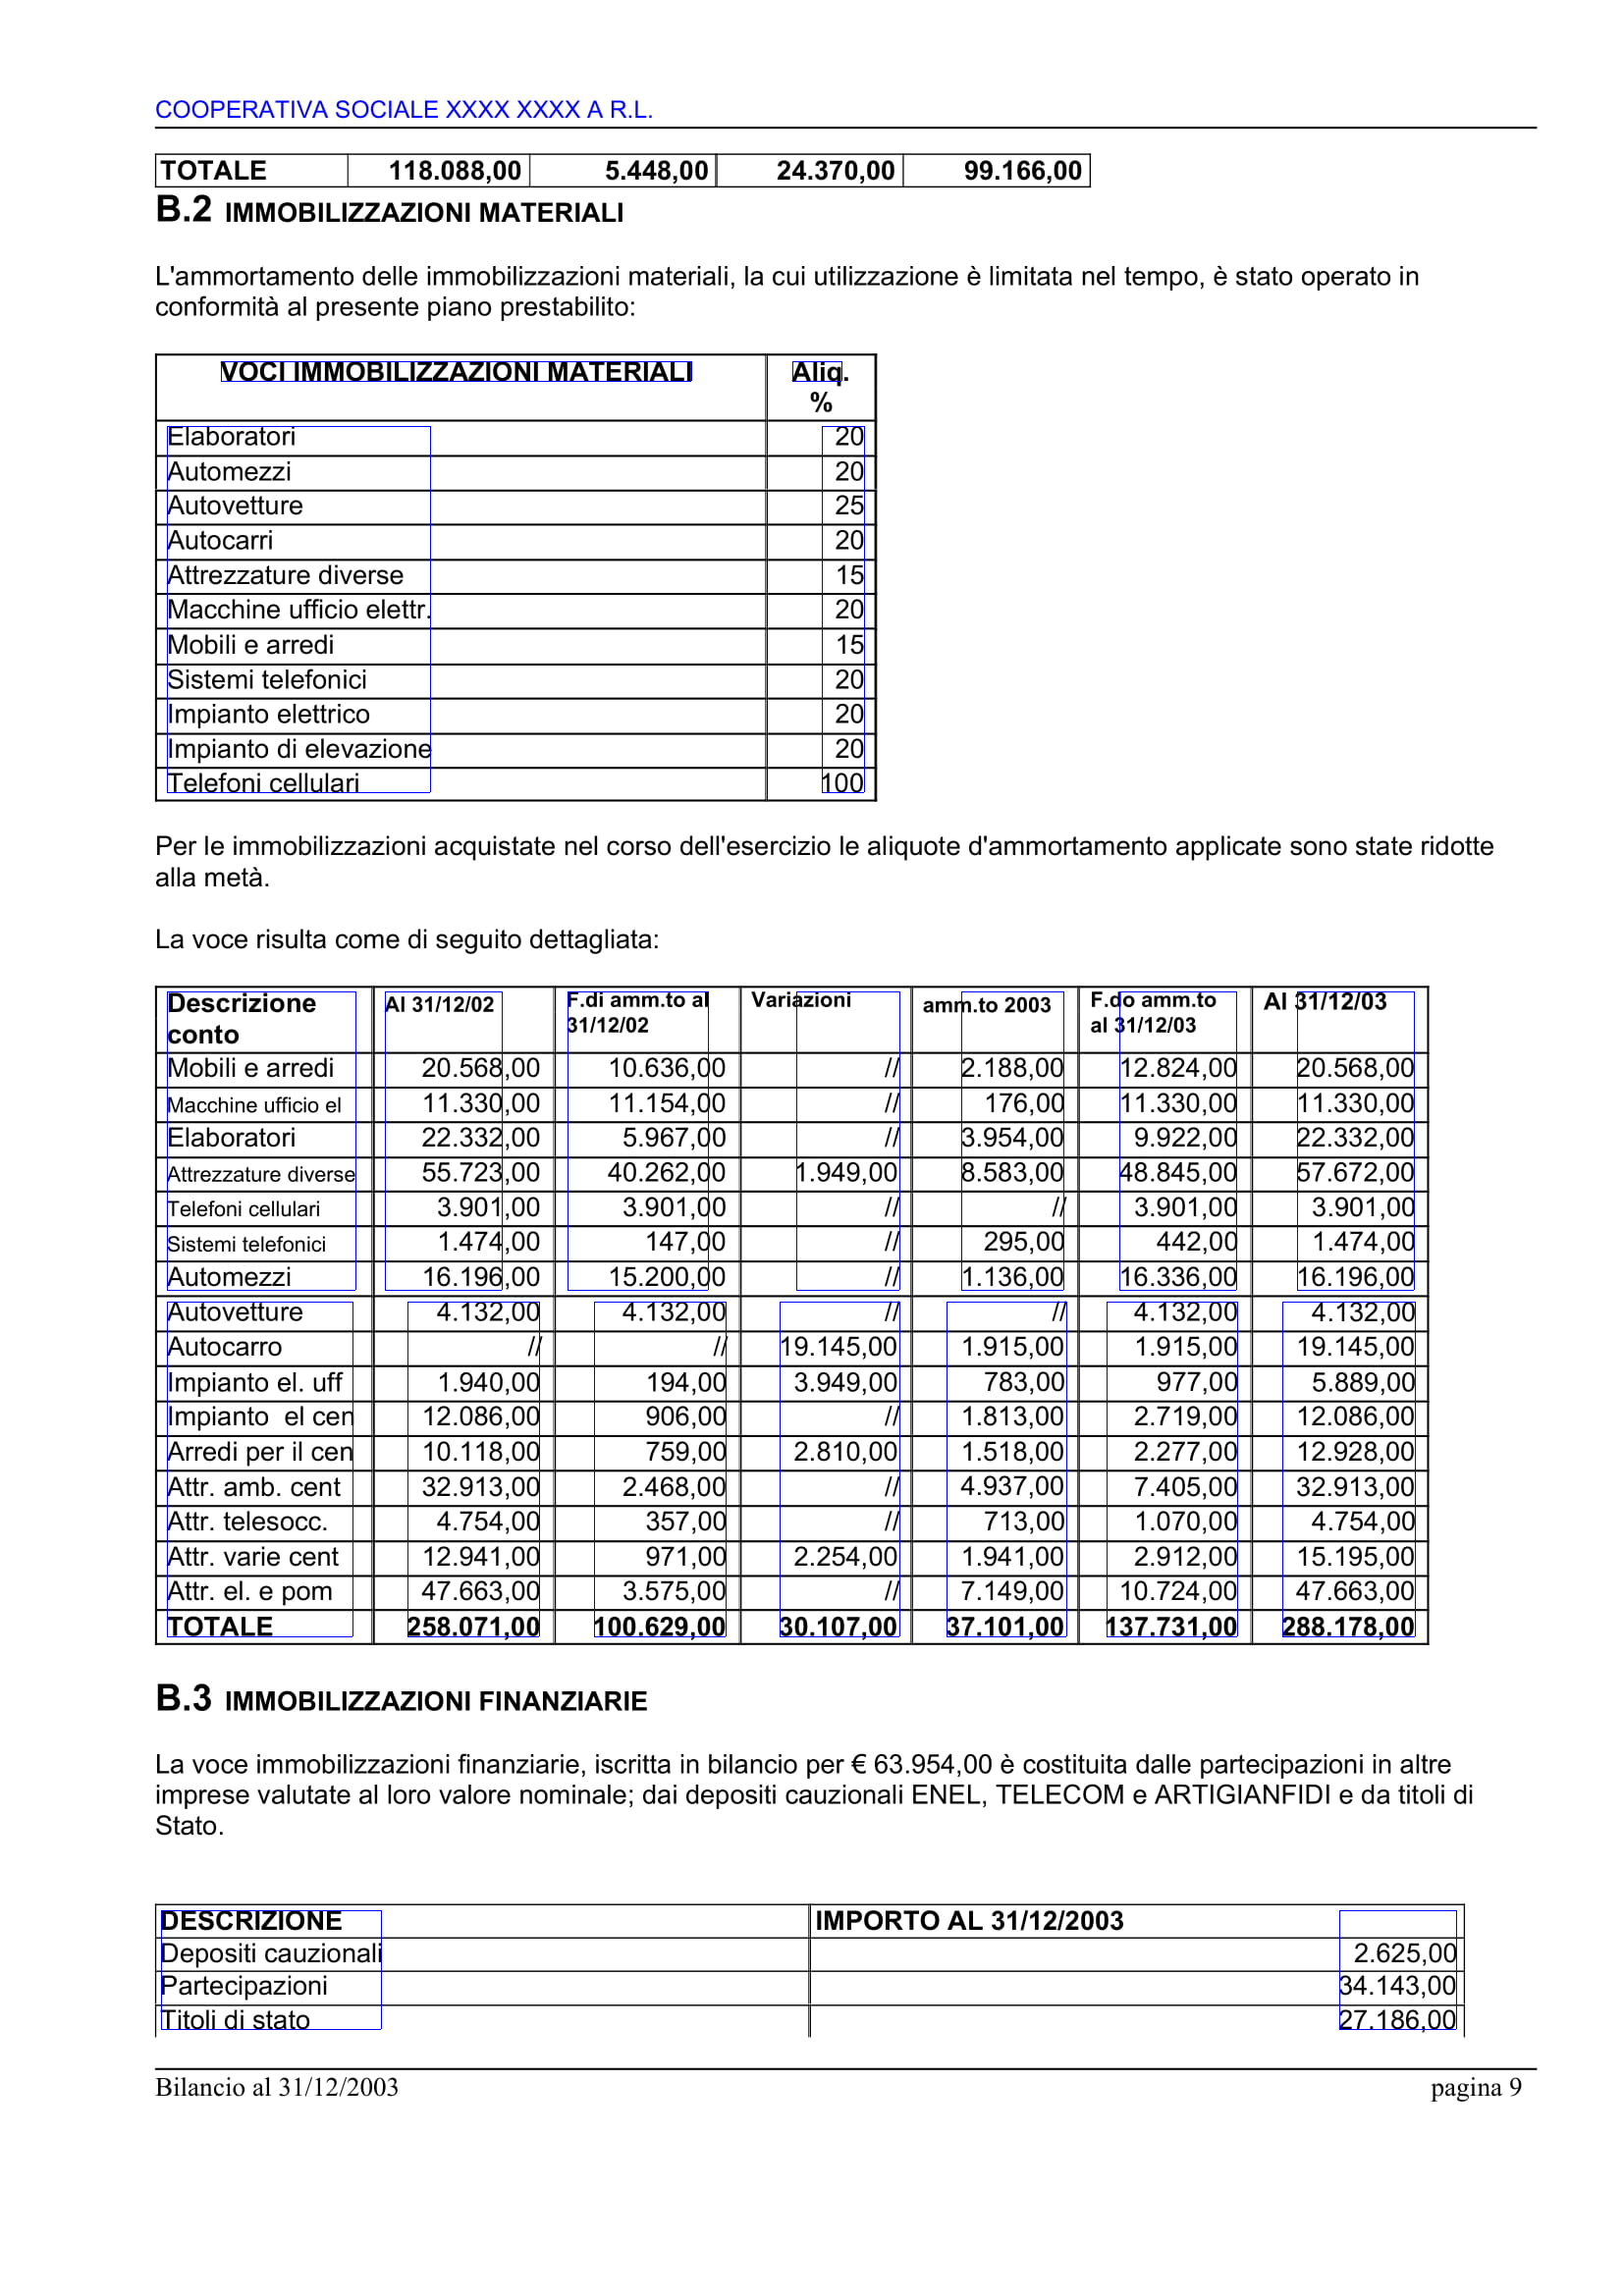 COOPERATIVA SOCIALE XXXX XXXX A R.L.
TOTALE 118.088,00 5.448,00 24.370,00 99.166,00
B.2 IMMOBILIZZAZIONI MATERIALI
L'ammortamento delle immobilizzazioni materiali, la cui utilizzazione è limitata nel tempo, è stato operato in
conformità al presente piano prestabilito:
VOCI IMMOBILIZZAZIONI MATERIALI Aliq.
%
Elaboratori 20
Automezzi 20
Autovetture 25
Autocarri 20
Attrezzature diverse 15
Macchine ufficio elettr. 20
Mobili e arredi 15
Sistemi telefonici 20
Impianto elettrico 20
Impianto di elevazione 20
Telefoni cellulari 100
Per le immobilizzazioni acquistate nel corso dell'esercizio le aliquote d'ammortamento applicate sono state ridotte
alla metà.
La voce risulta come di seguito dettagliata:
Descrizione Al 31/12/02 F.di amm.to al Variazioni amm.to 2003 F.do amm.to Al 31/12/03
conto 31/12/02 al 31/12/03
Mobili e arredi 20.568,00 10.636,00 // 2.188,00 12.824,00 20.568,00
Macchine ufficio el 11.330,00 11.154,00 // 176,00 11.330,00 11.330,00
Elaboratori 22.332,00 5.967,00 // 3.954,00 9.922,00 22.332,00
Attrezzature diverse 55.723,00 40.262,00 1.949,00 8.583,00 48.845,00 57.672,00
Telefoni cellulari 3.901,00 3.901,00 // // 3.901,00 3.901,00
Sistemi telefonici 1.474,00 147,00 // 295,00 442,00 1.474,00
Automezzi 16.196,00 15.200,00 // 1.136,00 16.336,00 16.196,00
Autovetture 4.132,00 4.132,00 // // 4.132,00 4.132,00
Autocarro // // 19.145,00 1.915,00 1.915,00 19.145,00
Impianto el. uff 1.940,00 194,00 3.949,00 783,00 977,00 5.889,00
Impianto el cen 12.086,00 906,00 // 1.813,00 2.719,00 12.086,00
Arredi per il cen 10.118,00 759,00 2.810,00 1.518,00 2.277,00 12.928,00
Attr. amb. cent 32.913,00 2.468,00 // 4.937,00 7.405,00 32.913,00
Attr. telesocc. 4.754,00 357,00 // 713,00 1.070,00 4.754,00
Attr. varie cent 12.941,00 971,00 2.254,00 1.941,00 2.912,00 15.195,00
Attr. el. e pom 47.663,00 3.575,00 // 7.149,00 10.724,00 47.663,00
TOTALE 258.071,00 100.629,00 30.107,00 37.101,00 137.731,00 288.178,00
B.3 IMMOBILIZZAZIONI FINANZIARIE
La voce immobilizzazioni finanziarie, iscritta in bilancio per € 63.954,00 è costituita dalle partecipazioni in altre
imprese valutate al loro valore nominale; dai depositi cauzionali ENEL, TELECOM e ARTIGIANFIDI e da titoli di
Stato.
DESCRIZIONE IMPORTO AL 31/12/2003
Depositi cauzionali 2.625,00
Partecipazioni 34.143,00
Titoli di stato 27.186,00
Bilancio al 31/12/2003 pagina 9